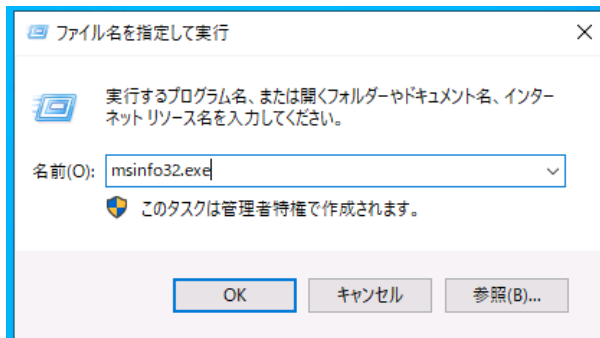 ファイル名を指定して実行
実行するプログラム名、または開くフォルダーやドキュメント名、インター
ネット リソース名を入力してください。
名前(O): msinfo32.exe
このタスクは管理者特権で作成されます。
OK キャンセル 参照(B)...